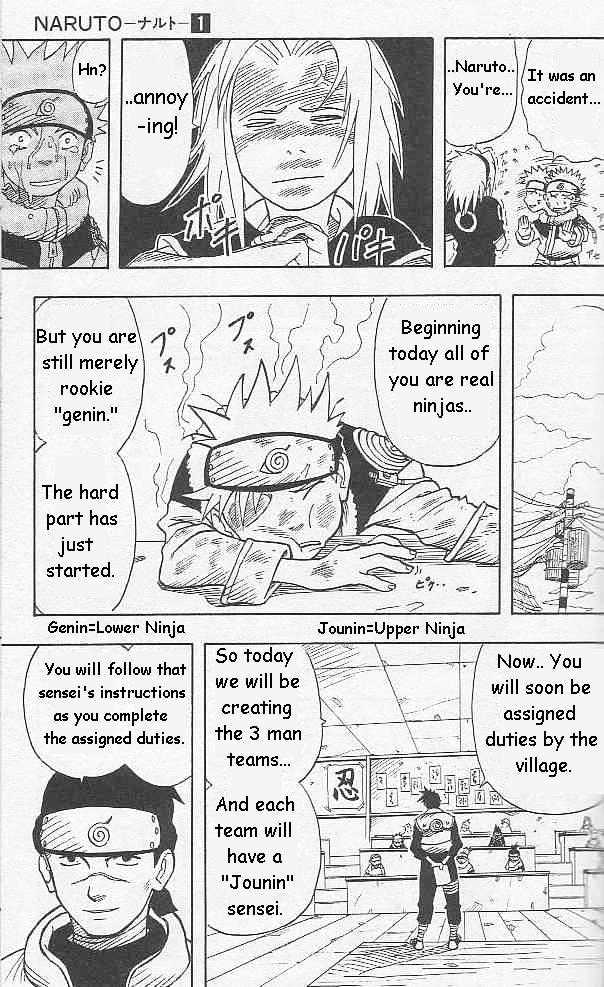 NARUTO－ナルト－1
It was an
accident...
..Naruto..
You're...
..annoy
-ing!
ポキ
パキ
Hn?
Beginning
today all of
you are real
ninjas..
プス
プス
But you are
still merely
rookie
"genin."
The hard
part has
just
started.
ピク..
Genin=Lower Ninja
Jounin=Upper Ninja
Now.. You
will soon be
assigned
duties by the
village.
So today
we will be
creating
the 3 man
teams...
And each
team will
have a
"Jounin"
sensei.
忍
You will follow that
sensei's instructions
as you complete
the assigned duties.